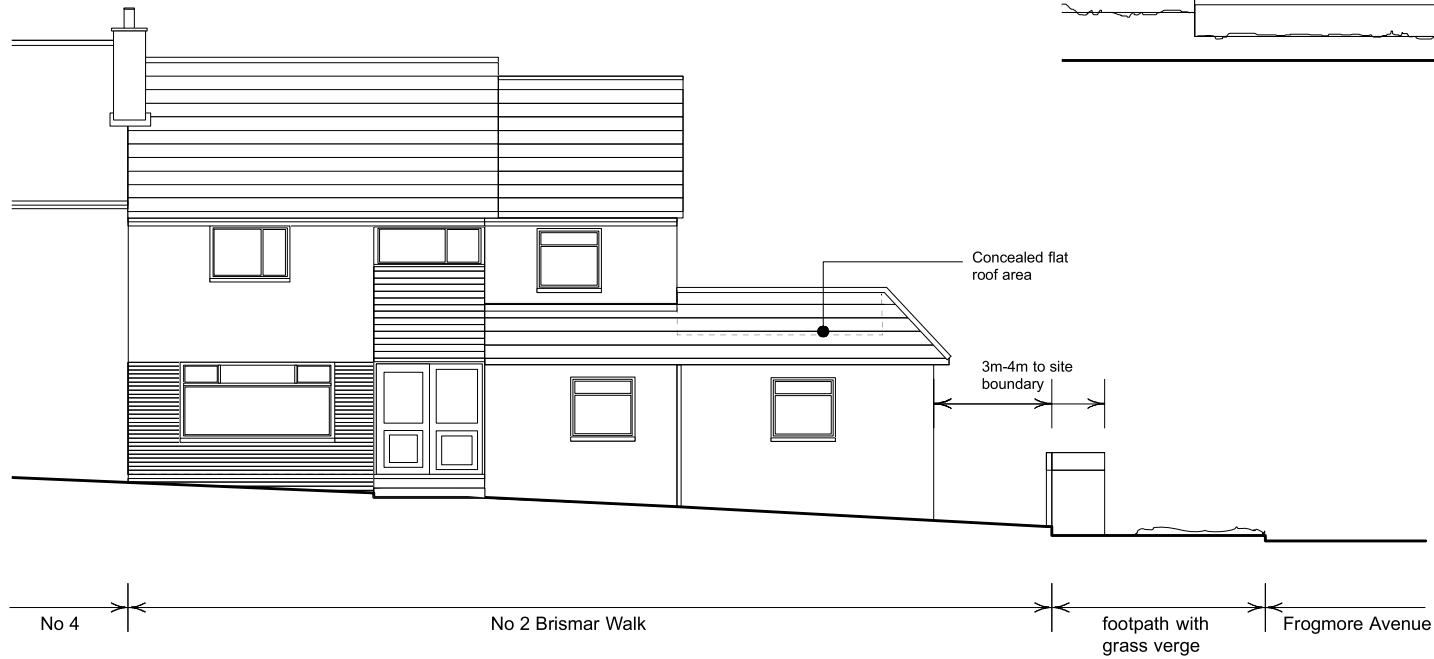 Concealed flat
roof area
3m-4m to site
boundary
No 4
No 2 Brismar Walk
footpath with
grass verge
Frogmore Avenue